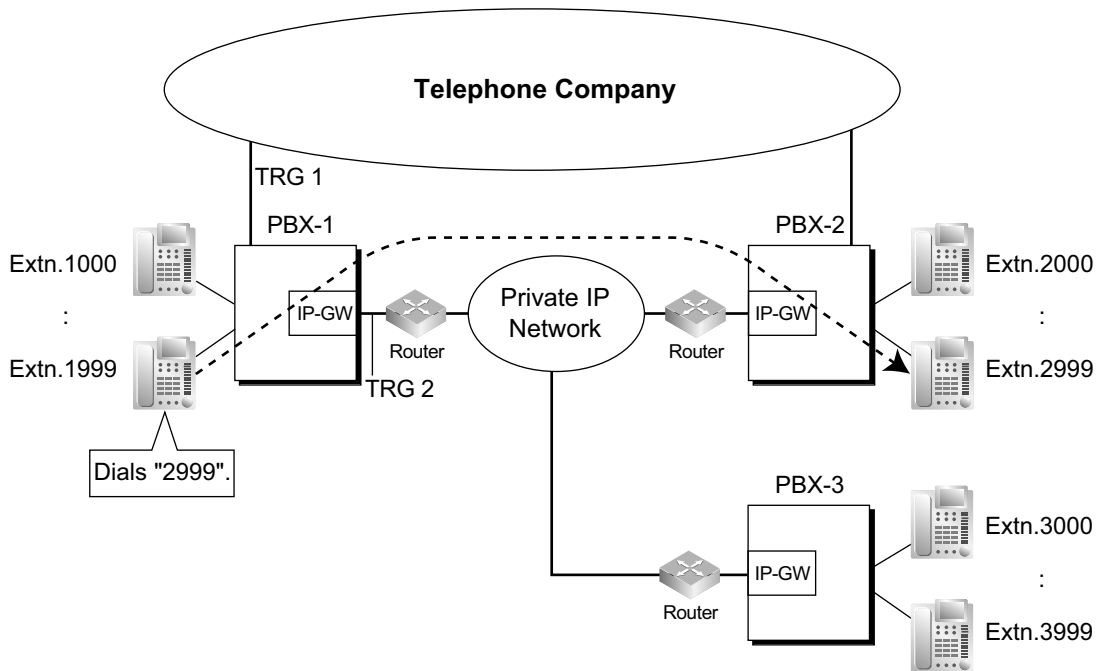 Telephone Company
TRG 1
PBX-1
PBX-2
Extn.1000
:
Extn.1999
IP-GW
Router
TRG 2
Private IP
Network
Router
IP-GW
Extn.2000
:
Extn.2999
Dials "2999".
PBX-3
Router
IP-GW
Extn.3000
:
Extn.3999